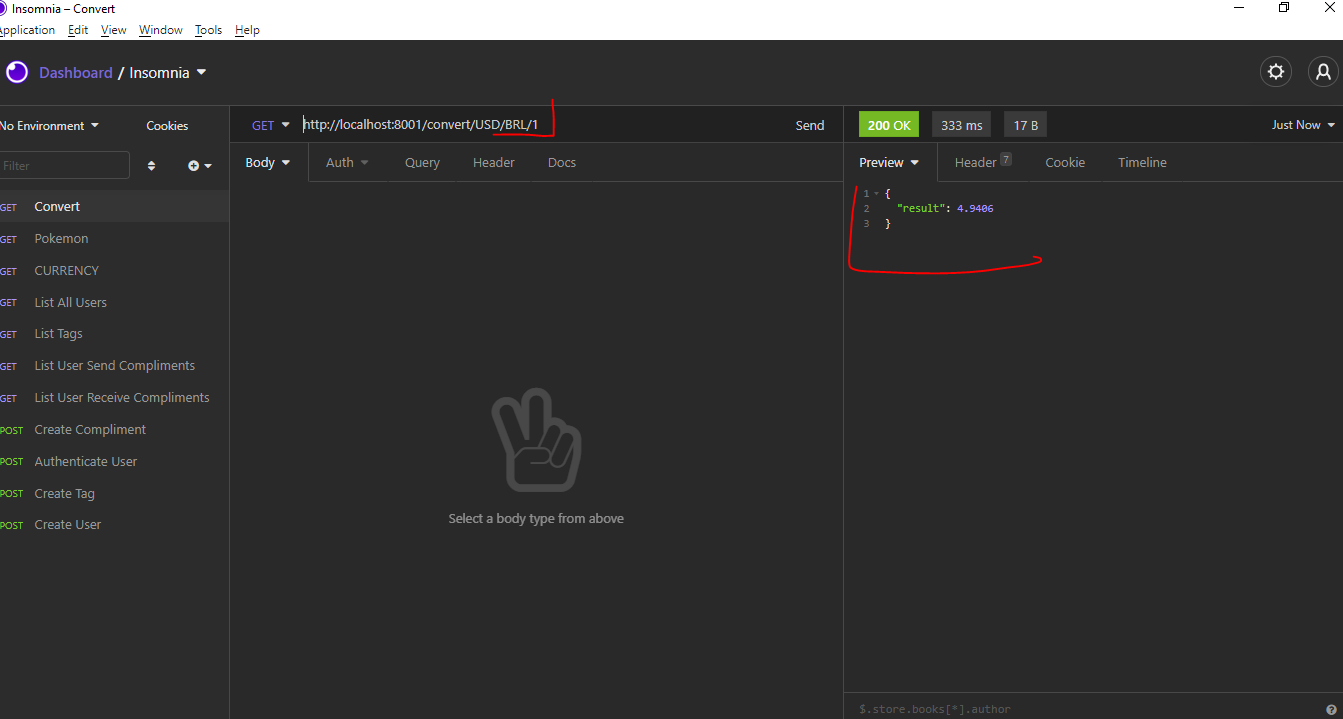 Insomnia – Convert
Application Edit View Window Tools Help
Dashboard / Insomnia
No Environment Cookies
GET http://localhost:8001/convert/USD/BRL/1 Send
200 OK 333 ms 17 B Just Now
Filter
Body Auth Query Header Docs
Preview Header 7 Cookie Timeline
GET Convert
GET Pokemon
GET CURRENCY
GET List All Users
GET List Tags
GET List User Send Compliments
GET List User Receive Compliments
POST Create Compliment
POST Authenticate User
POST Create Tag
POST Create User
1 {
2 "result": 4.9406
3 }
Select a body type from above
$.store.books[*].author